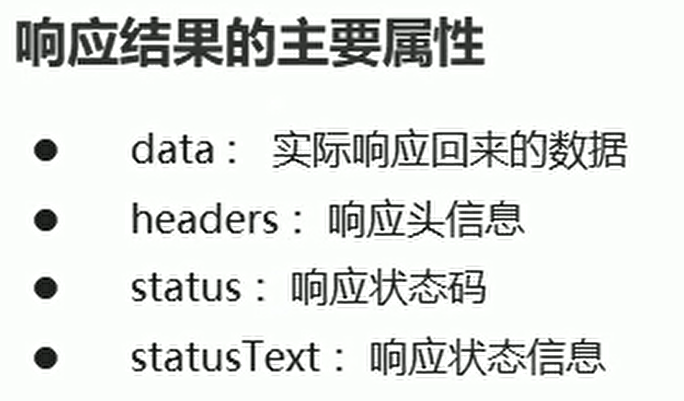 响应结果的主要属性
● data： 实际响应回来的数据
● headers：响应头信息
● status：响应状态码
● statusText：响应状态信息